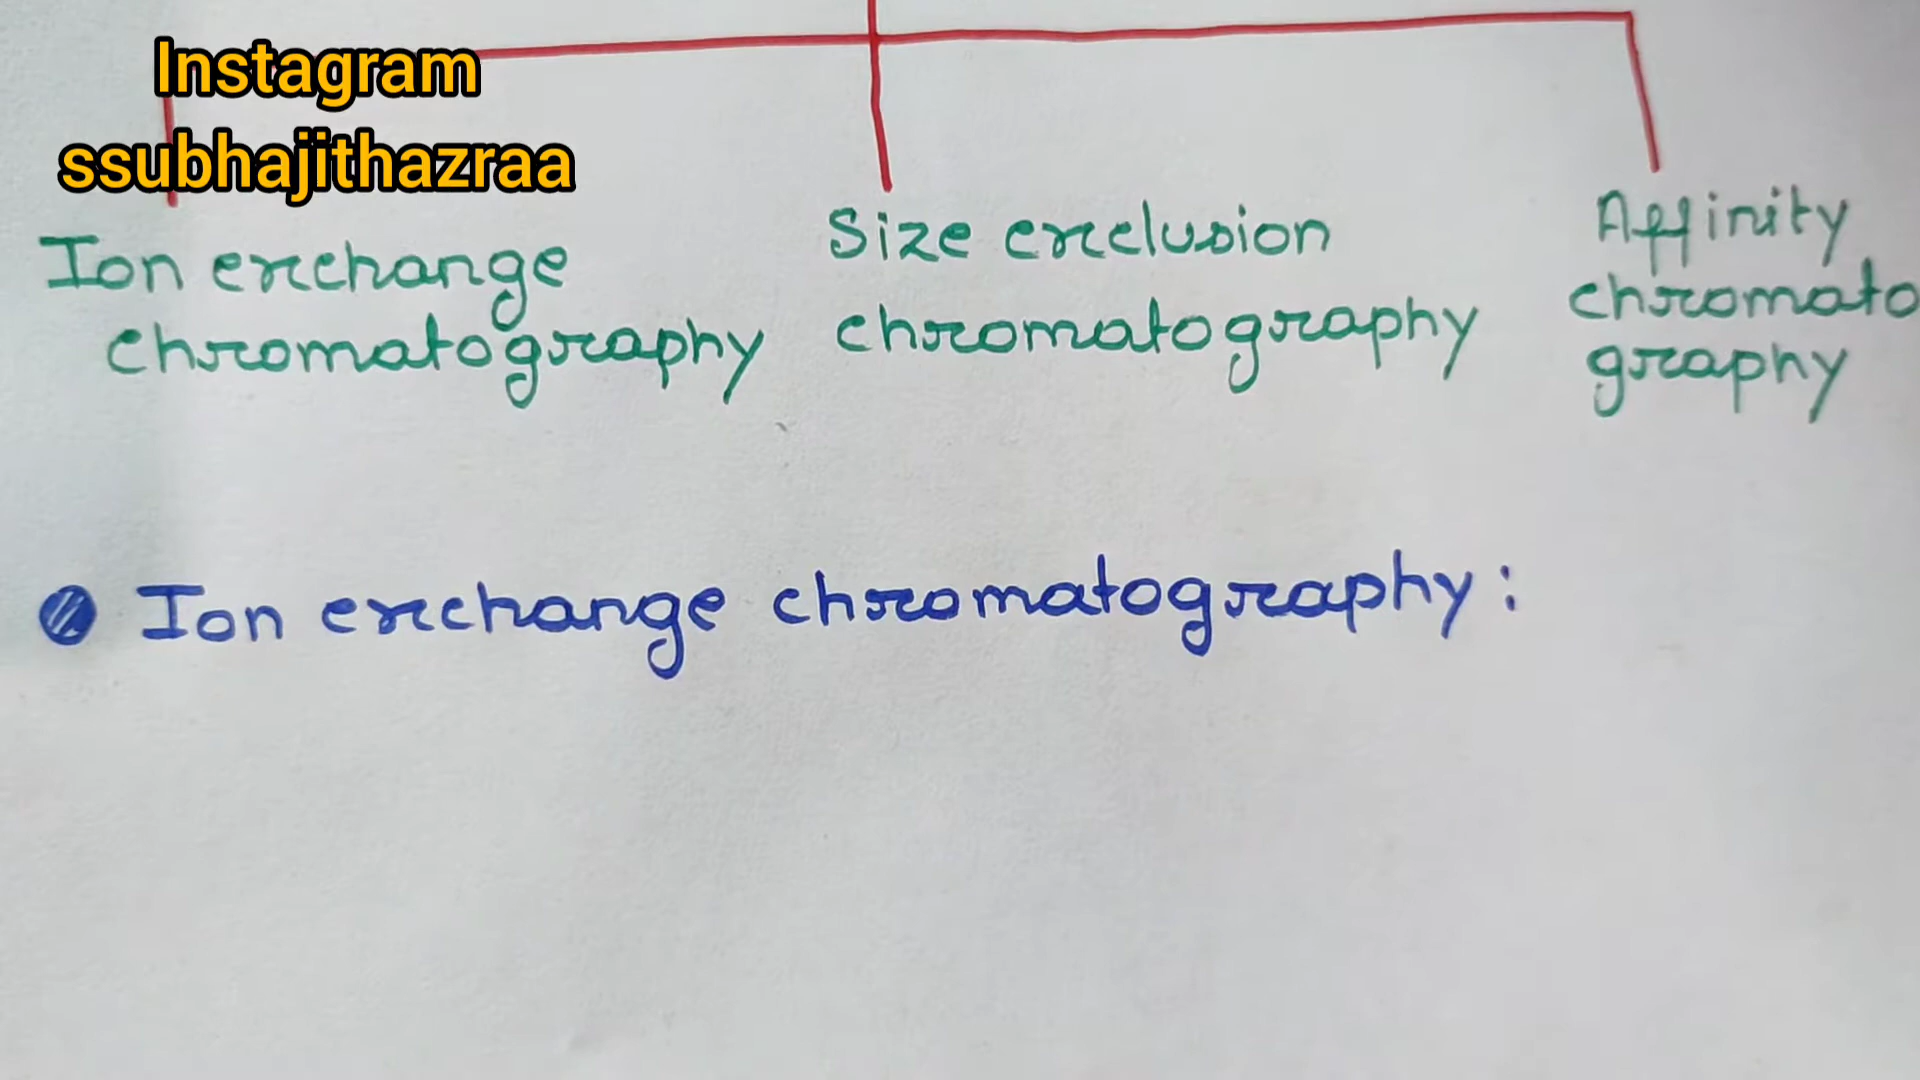 Instagram
ssubhajithazraa
Ion exchange
chromatography
Size exclusion
chromatography
Affinity
chromato
graphy
Ion exchange chromatography: